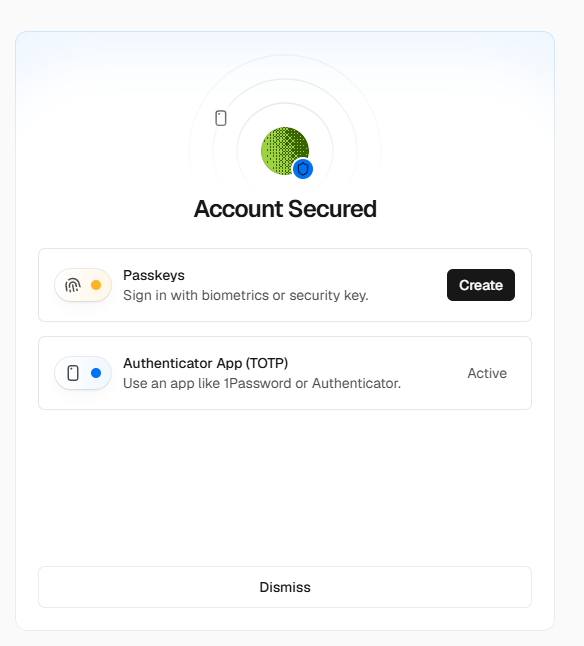 Account Secured
Passkeys
Sign in with biometrics or security key.
Create
Authenticator App (TOTP)
Use an app like 1Password or Authenticator.
Active
Dismiss